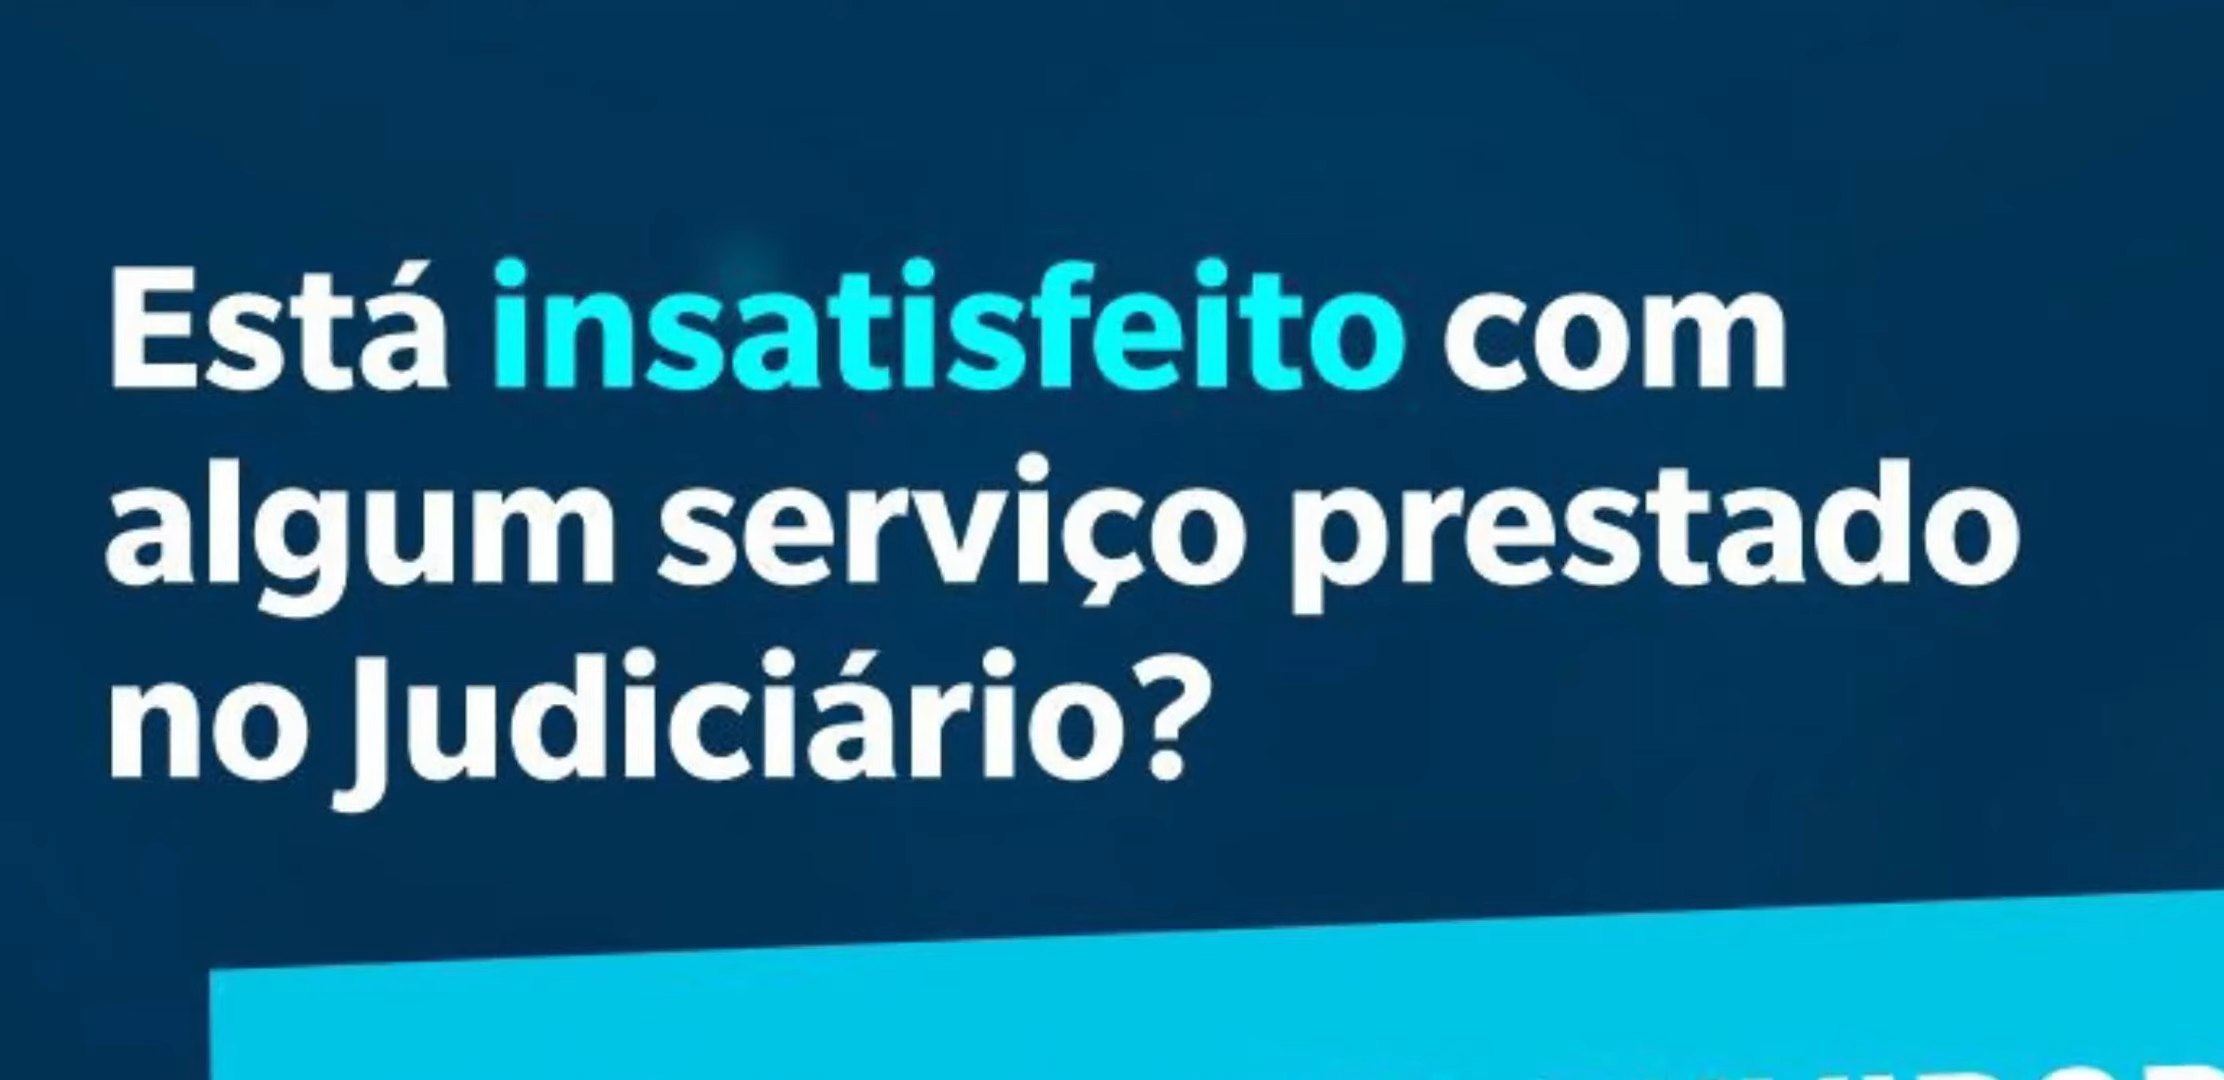 Está insatisfeito com
algum serviço prestado
no Judiciário?